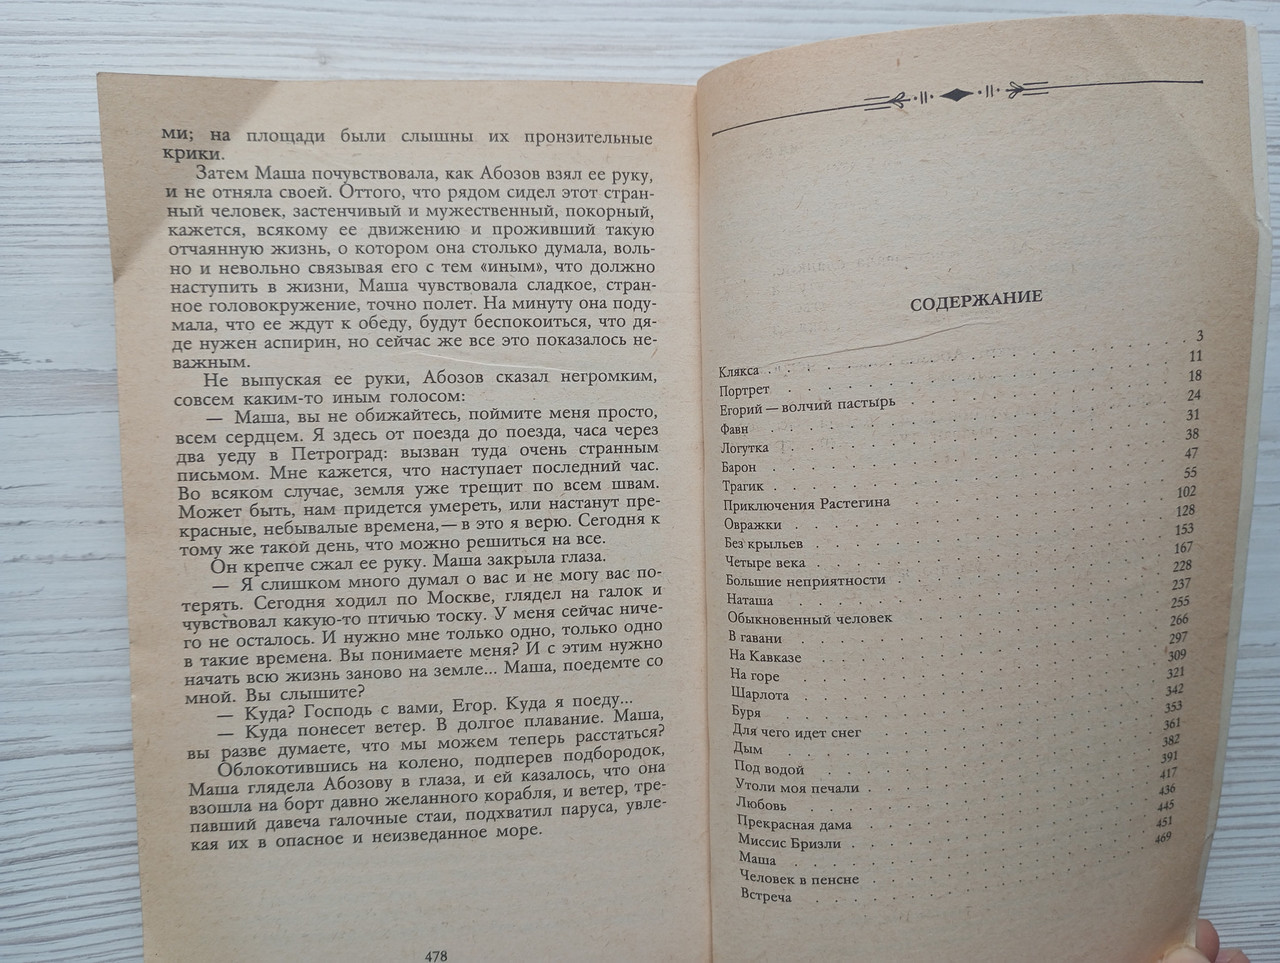 ми; на площади были слышны их пронзительные
крики.
Затем Маша почувствовала, как Абозов взял ее руку,
и не отняла своей. Оттого, что рядом сидел этот стран-
ный человек, застенчивый и мужественный, покорный,
кажется, всякому ее движению и проживший такую
отчаянную жизнь, о котором она столько думала, воль-
но и невольно связывая его с тем «иным», что должно
наступить в жизни, Маша чувствовала сладкое, стран-
ное головокружение, точно полет. На минуту она поду-
мала, что ее ждут к обеду, будут беспокоиться, что дя-
де нужен аспирин, но сейчас же все это показалось не-
важным.
Не выпуская ее руки, Абозов сказал негромким,
совсем каким-то иным голосом:
— Маша, вы не обижайтесь, поймите меня просто,
всем сердцем. Я здесь от поезда до поезда, часа через
два уеду в Петроград: вызван туда очень странным
письмом. Мне кажется, что наступает последний час.
Во всяком случае, земля уже трещит по всем швам.
Может быть, нам придется умереть, или настанут пре-
красные, небывалые времена,— в это я верю. Сегодня к
тому же такой день, что можно решиться на все.
Он крепче сжал ее руку. Маша закрыла глаза.
— Я слишком много думал о вас и не могу вас по-
терять. Сегодня ходил по Москве, глядел на галок и
чувствовал какую-то птичью тоску. У меня сейчас ниче-
го не осталось. И нужно мне только одно, только одно
в такие времена. Вы понимаете меня? И с этим нужно
начать всю жизнь заново на земле... Маша, поедемте со
мной. Вы слышите?
— Куда? Господь с вами, Егор. Куда я поеду...
— Куда понесет ветер. В долгое плавание. Маша,
вы разве думаете, что мы можем теперь расстаться?
Облокотившись на колено, подперев подбородок,
Маша глядела Абозову в глаза, и ей казалось, что она
взошла на борт давно желанного корабля, и ветер, тре-
павший давеча галочные стаи, подхватил паруса, увле-
кая их в опасное и неизведанное море.
478
СОДЕРЖАНИЕ
Клякса 3
Портрет 11
Егорий — волчий пастырь 18
Фавн 24
Логутка 31
Барон 38
Трагик 47
Приключения Растегина 55
Овражки 102
Без крыльев 128
Четыре века 153
Большие неприятности 167
Наташа 228
Обыкновенный человек 237
В гавани 255
На Кавказе 266
На горе 297
Шарлота 309
Буря 321
Для чего идет снег 342
Дым 353
Под водой 361
Утоли моя печали 382
Любовь 391
Прекрасная дама 417
Миссис Бризли 436
Маша 445
Человек в пенсне 451
Встреча 469